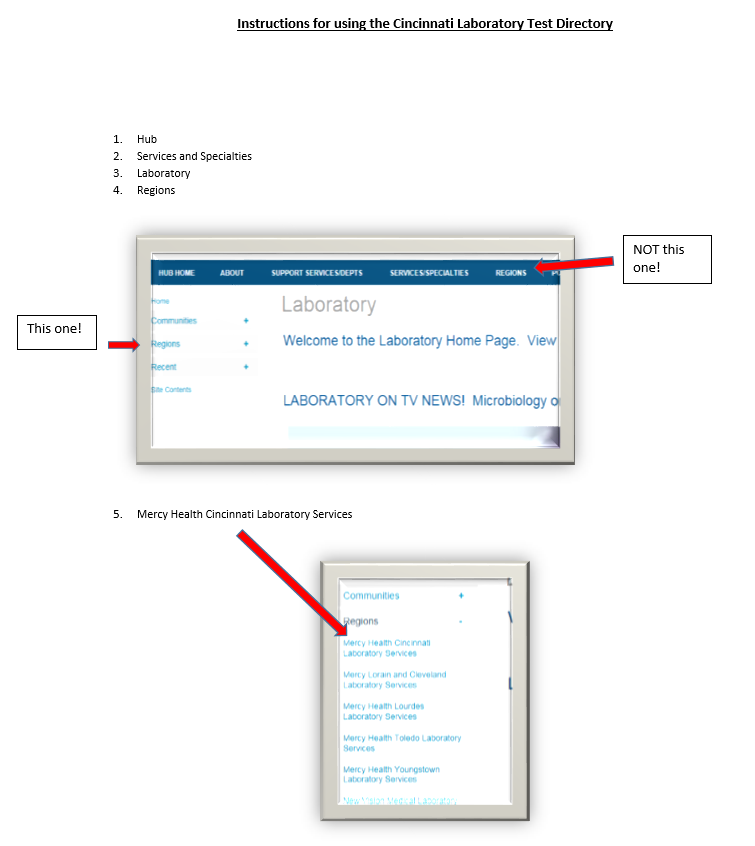 Instructions for using the Cincinnati Laboratory Test Directory
1. Hub
2. Services and Specialties
3. Laboratory
4. Regions
NOT this
one!
HUB HOME ABOUT SUPPORT SERVICES/DEPTS SERVICES/SPECIALTIES REGIONS
Home
Laboratory
Communities +
This one!
Regions +
Welcome to the Laboratory Home Page. View
Recent +
Site Contents
LABORATORY ON TV NEWS! Microbiology
5. Mercy Health Cincinnati Laboratory Services
Communities +
Regions -
Mercy Health Cincinnati
Laboratory Services
Mercy Lorain and Cleveland
Laboratory Services
Mercy Health Lourdes
Laboratory Services
Mercy Health Toledo Laboratory
Services
Mercy Health Youngstown
Laboratory Services
New Vision Medical Laboratory